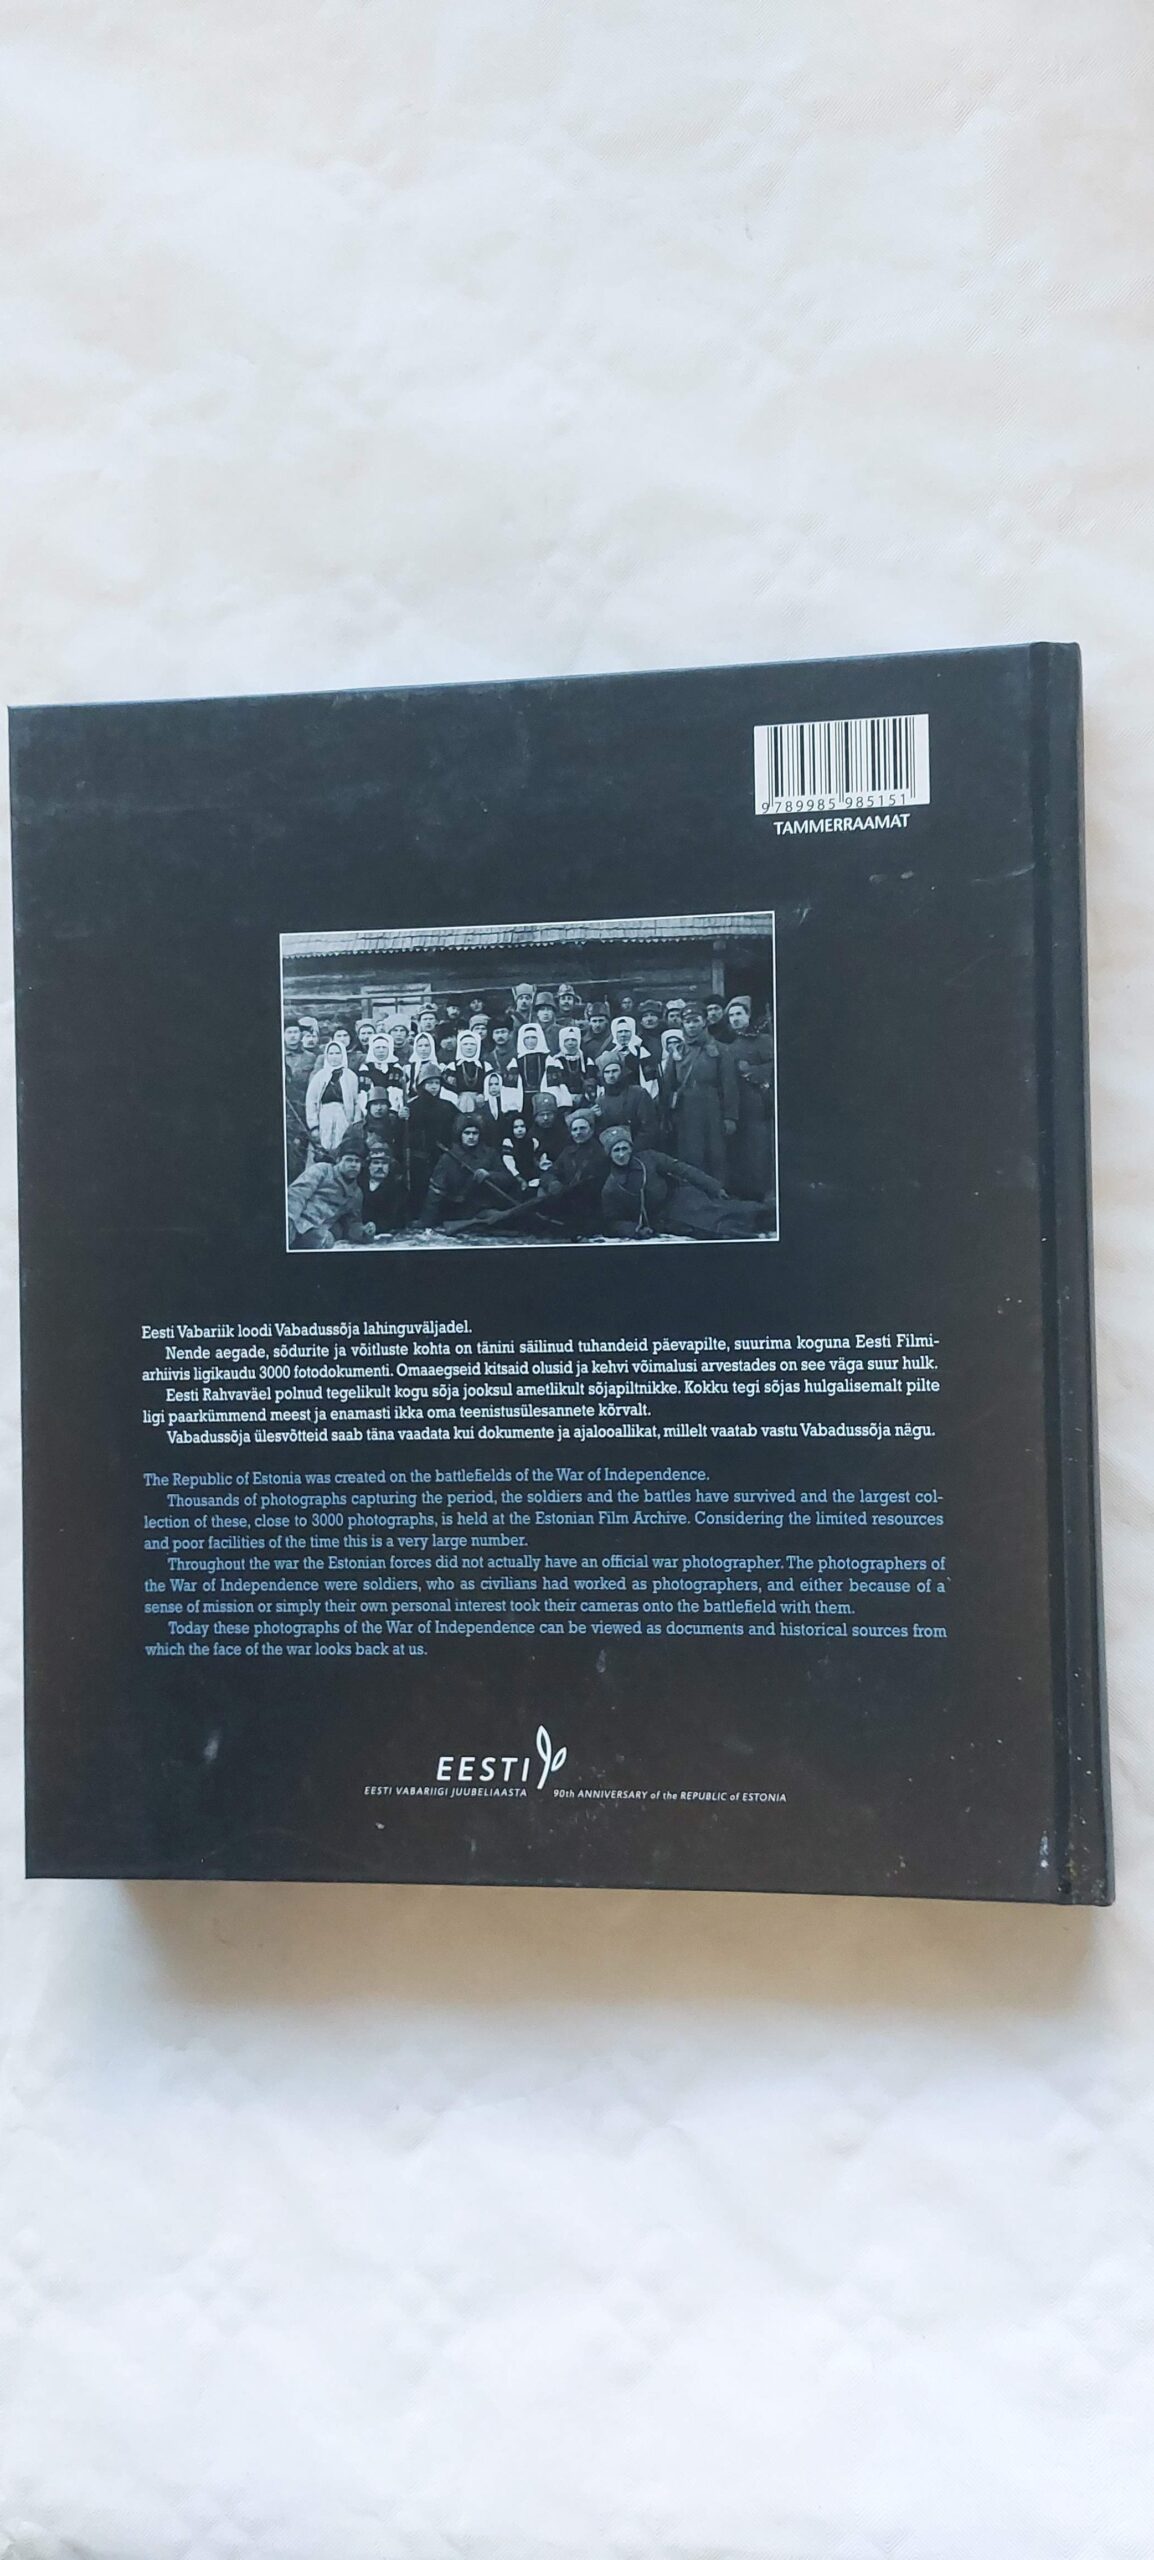 9 789985 985151
TAMMERRAAMAT
Eesti Vabariik loodi Vabadussõja lahinguväljadel.
Nende aegade, sõdurite ja võitluste kohta on tänini säilinud tuhandeid päevapilte, suurima koguna Eesti Filmi-
arhiivis ligikaudu 3000 fotodokumenti. Omaaegseid kitsaid olusid ja kehvi võimalusi arvestades on see väga suur hulk.
Eesti Rahvaväel polnud tegelikult kogu sõja jooksul ametlikult sõjapiltnikke. Kokku tegi sõjas hulgalisemalt pilte
ligi paarkümmend meest ja enamasti ikka oma teenistusülesannete kõrvalt.
Vabadussõja ülesvõtteid saab täna vaadata kui dokumente ja ajalooallikat, millelt vaatab vastu Vabadussõja nägu.
The Republic of Estonia was created on the battlefields of the War of Independence.
Thousands of photographs capturing the period, the soldiers and the battles have survived and the largest col-
lection of these, close to 3000 photographs, is held at the Estonian Film Archive. Considering the limited resources
and poor facilities of the time this is a very large number.
Throughout the war the Estonian forces did not actually have an official war photographer. The photographers of
the War of Independence were soldiers, who as civilians had worked as photographers, and either because of a
sense of mission or simply their own personal interest took their cameras onto the battlefield with them.
Today these photographs of the War of Independence can be viewed as documents and historical sources from
which the face of the war looks back at us.
EESTI 90
EESTI VABARIIGI JUUBELIAASTA 90th ANNIVERSARY of the REPUBLIC of ESTONIA